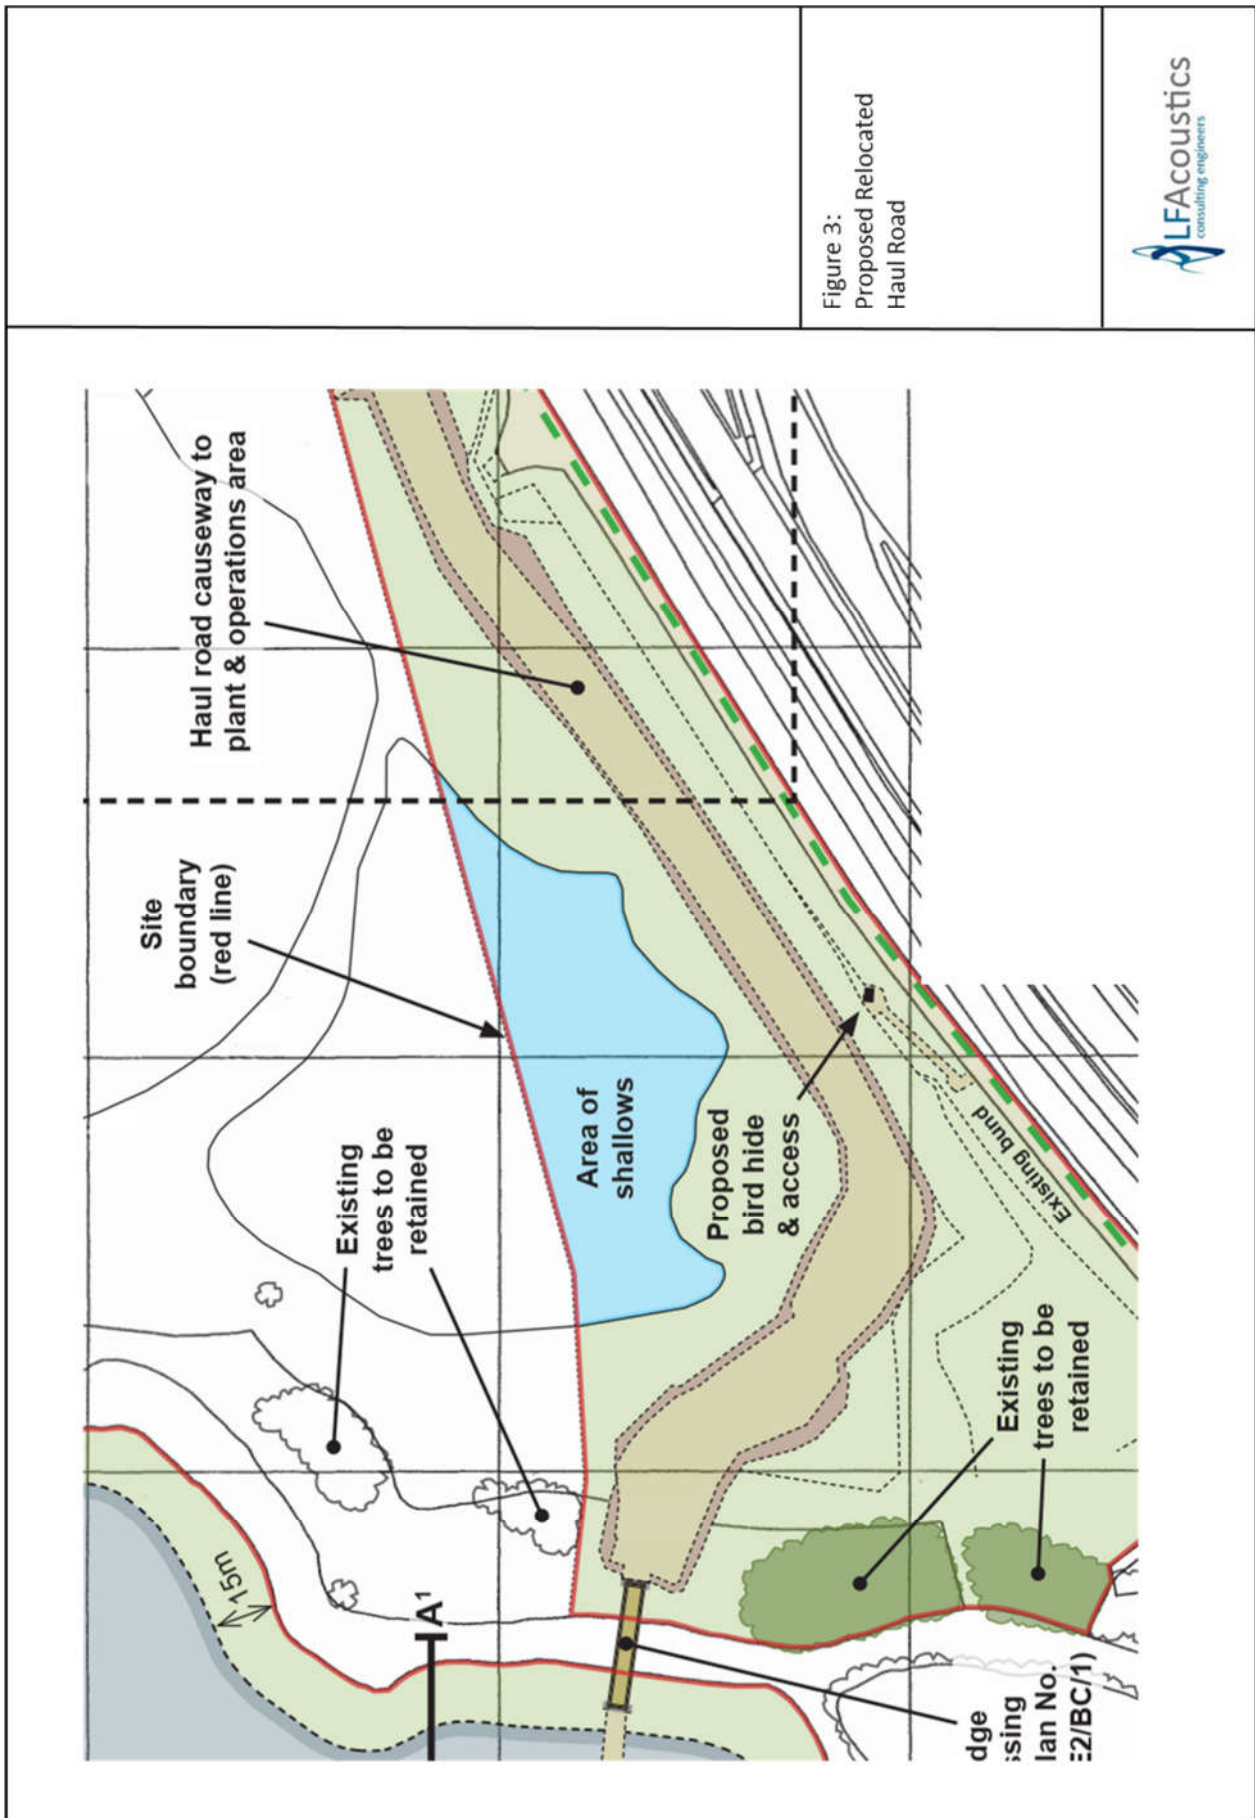 Haul road causeway to
plant & operations area
Site
boundary
(red line)
Existing
trees to be
retained
Area of
shallows
Proposed
bird hide
& access
Existing bund
Existing
trees to be
retained
15m
A¹
dge
ssing
lan No.
E2/BC/1)
Figure 3:
Proposed Relocated
Haul Road
LFAcoustics
consulting engineers